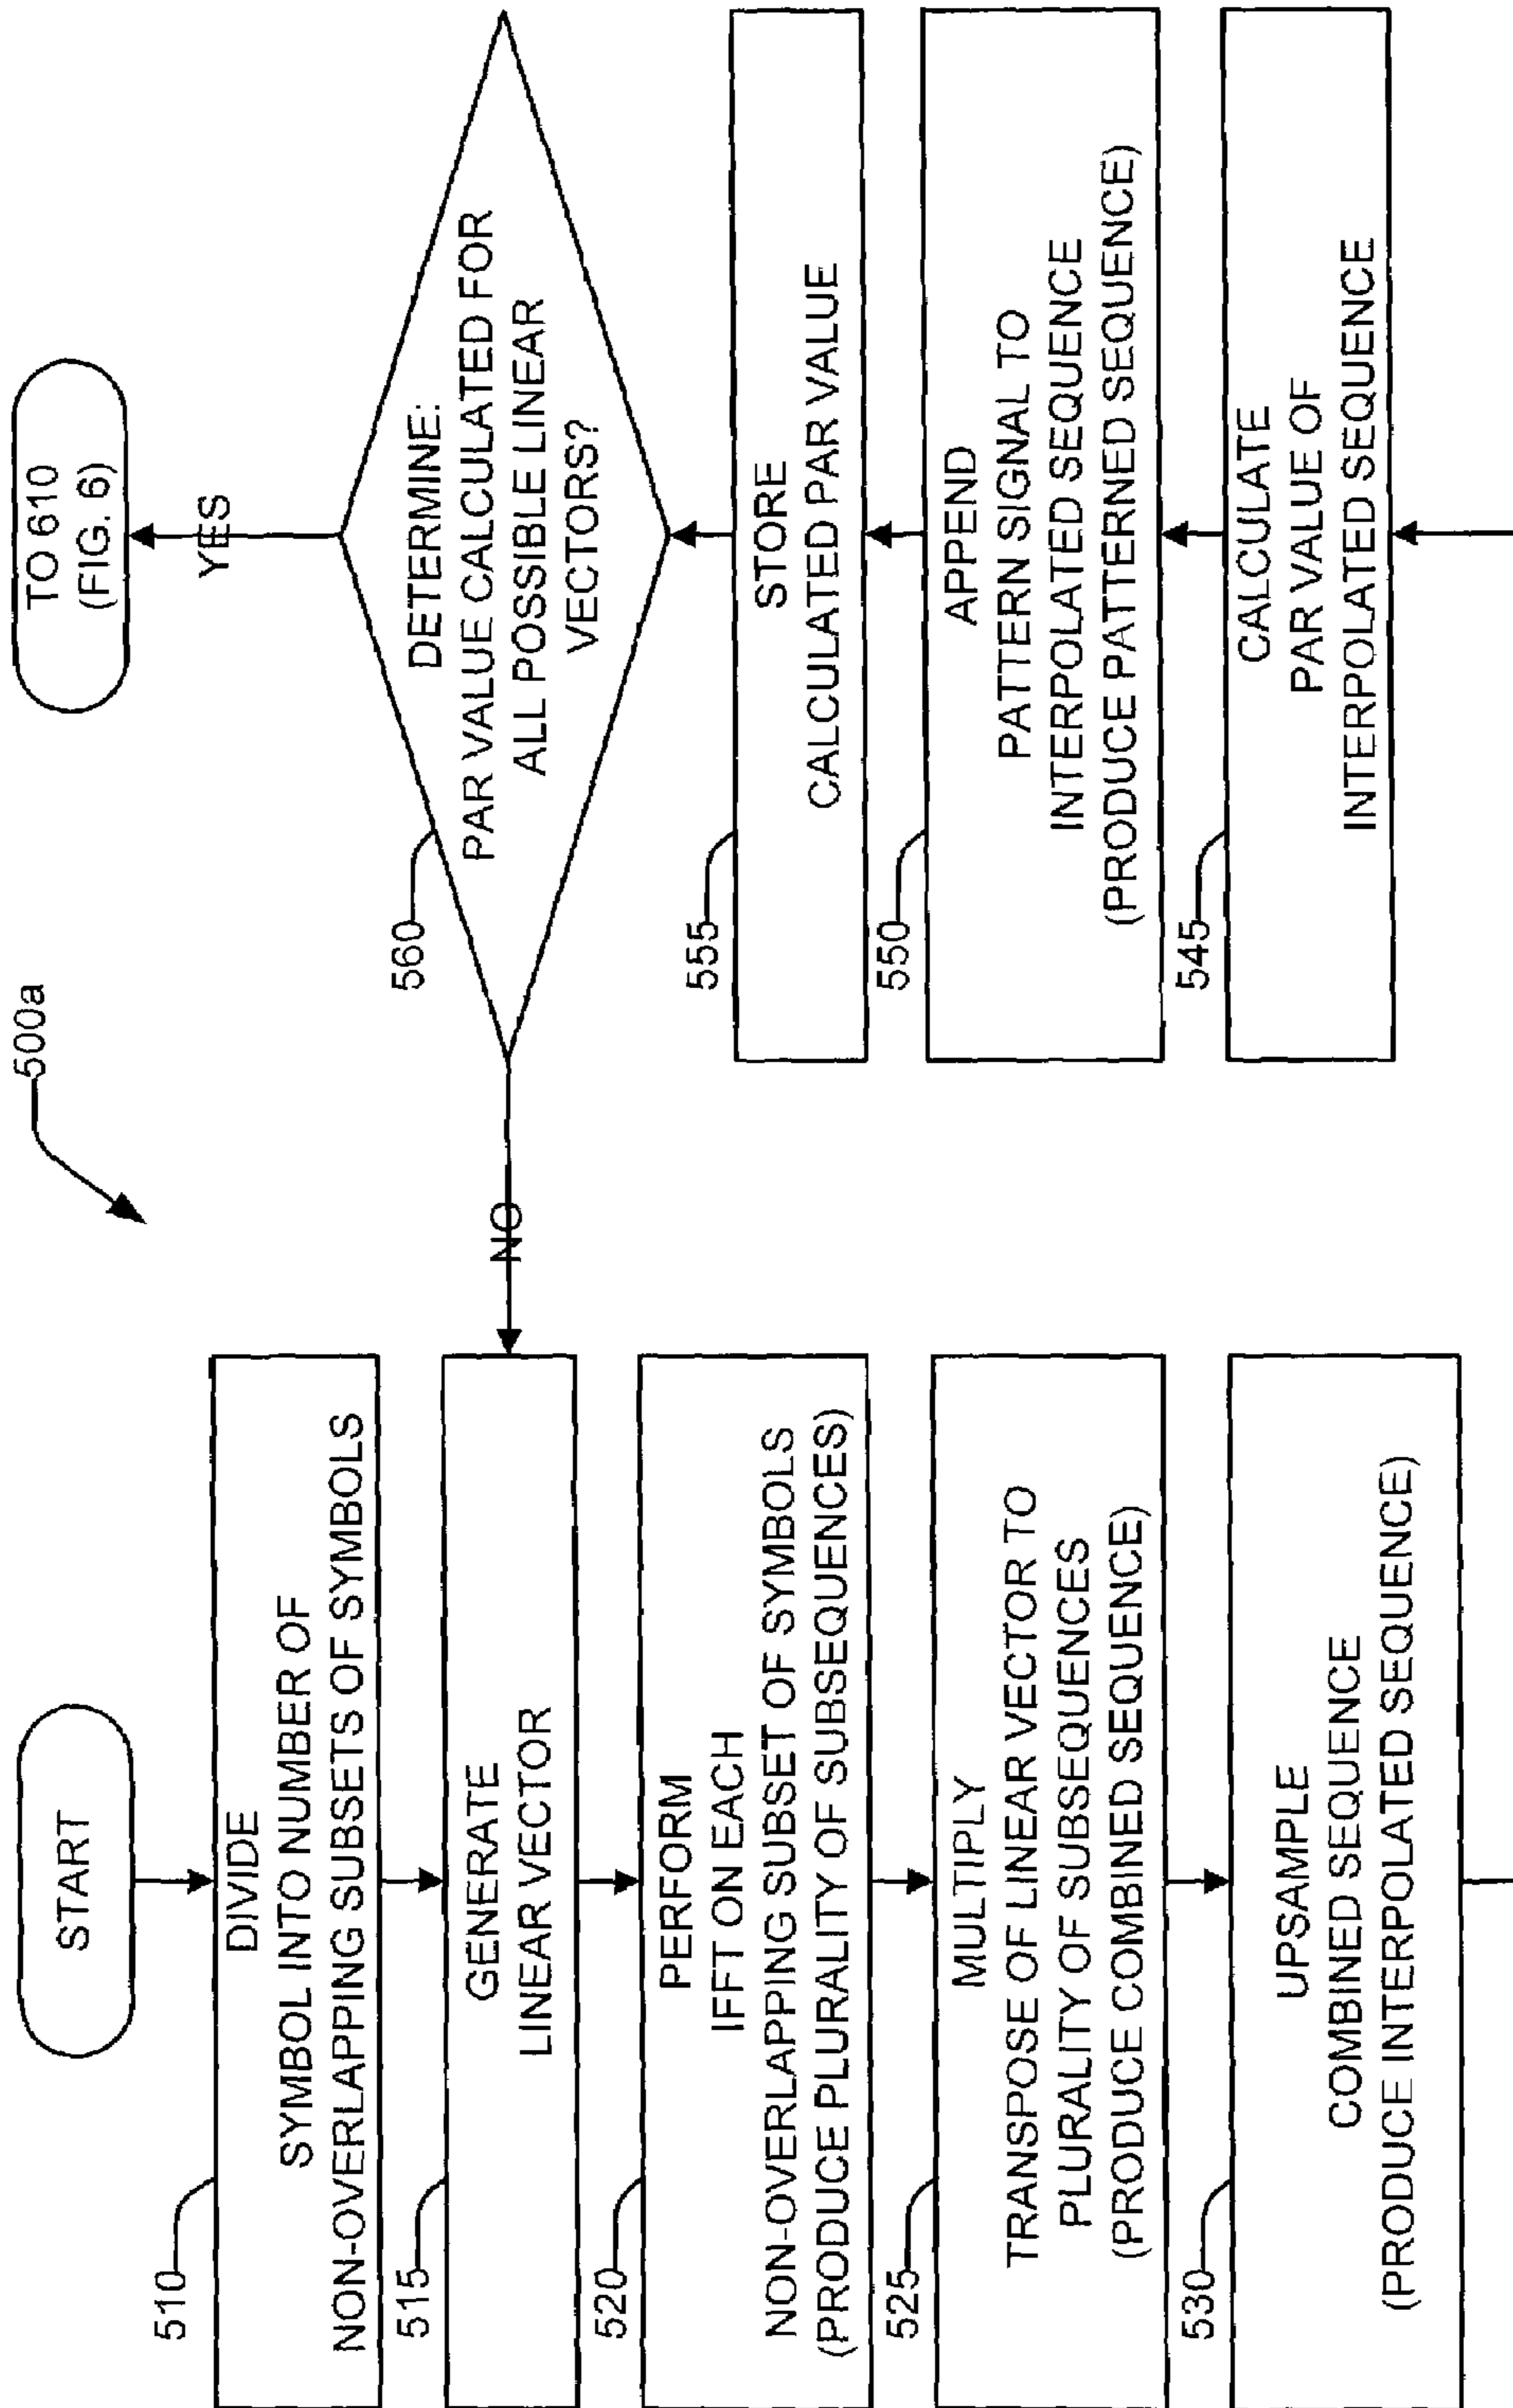 500a
START
510
DIVIDE
SYMBOL INTO NUMBER OF
NON-OVERLAPPING SUBSETS OF SYMBOLS
515
GENERATE
LINEAR VECTOR
520
PERFORM
IFFT ON EACH
NON-OVERLAPPING SUBSET OF SYMBOLS
(PRODUCE PLURALITY OF SUBSEQUENCES)
525
MULTIPLY
TRANSPOSE OF LINEAR VECTOR TO
PLURALITY OF SUBSEQUENCES
(PRODUCE COMBINED SEQUENCE)
530
UPSAMPLE
COMBINED SEQUENCE
(PRODUCE INTERPOLATED SEQUENCE)
TO 610
(FIG. 6)
YES
560
DETERMINE:
PAR VALUE CALCULATED FOR
ALL POSSIBLE LINEAR
VECTORS?
NO
555
STORE
CALCULATED PAR VALUE
550
APPEND
PATTERN SIGNAL TO
INTERPOLATED SEQUENCE
(PRODUCE PATTERNED SEQUENCE)
545
CALCULATE
PAR VALUE OF
INTERPOLATED SEQUENCE